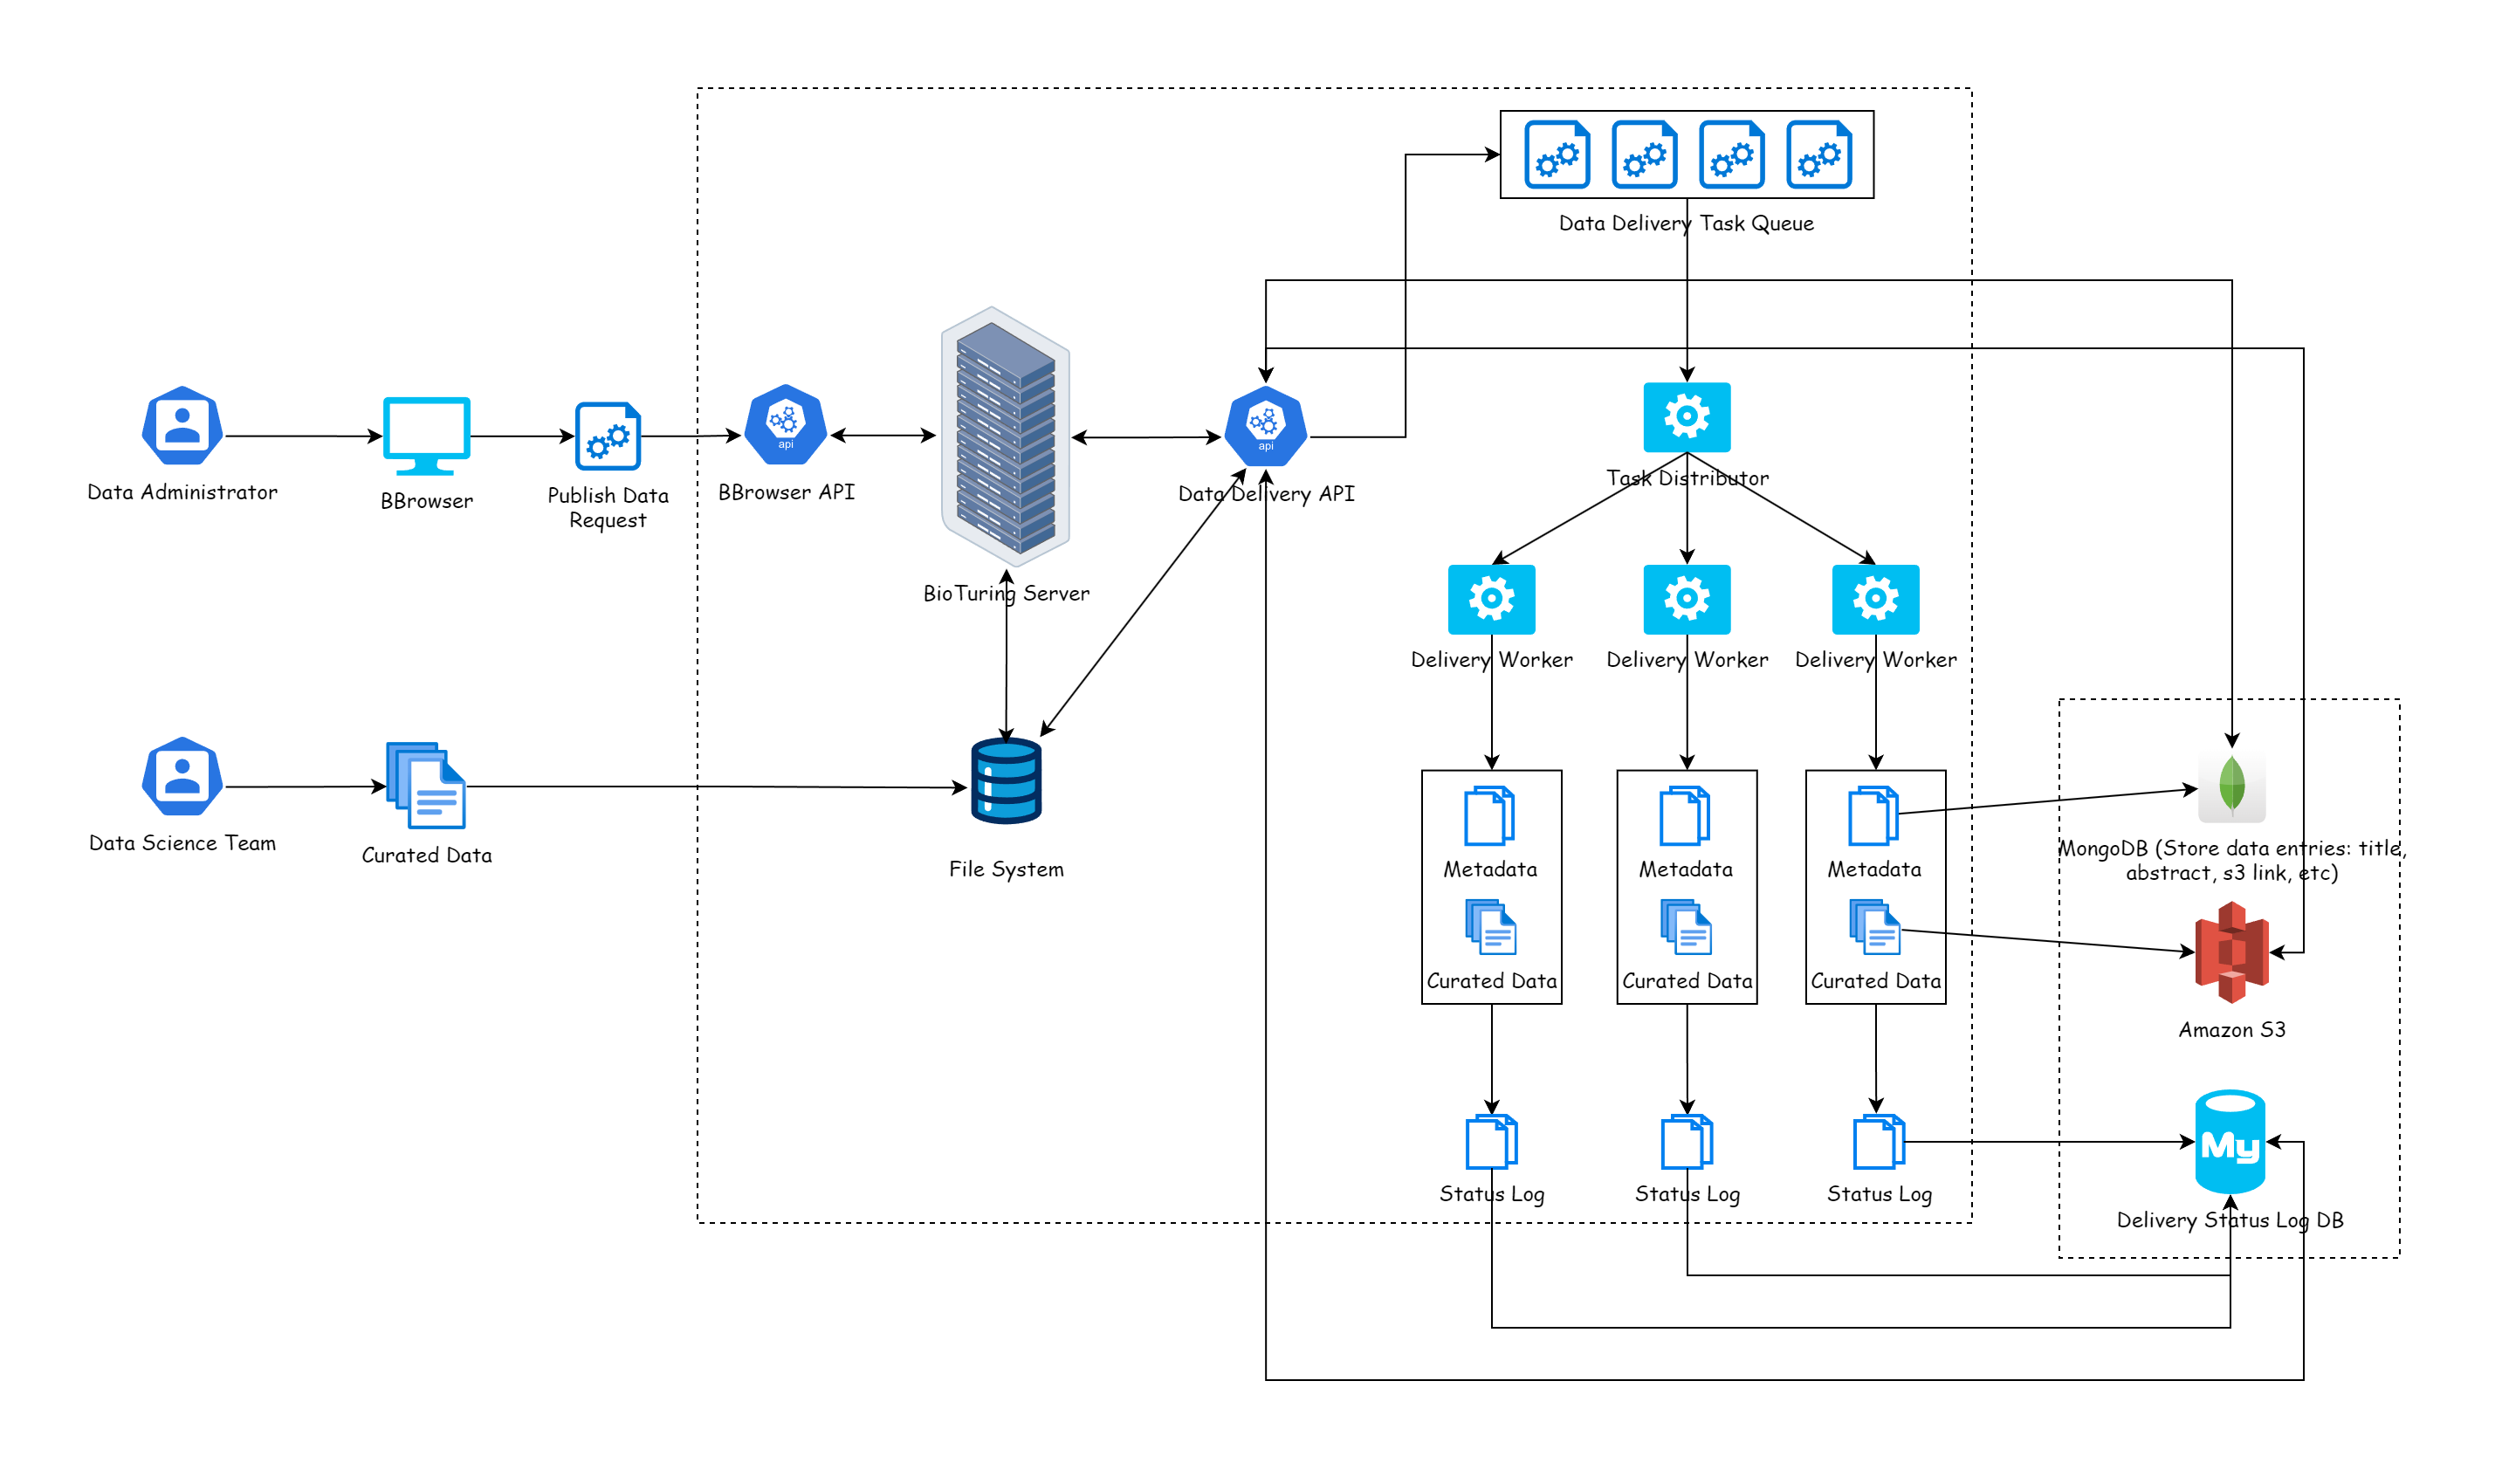 Data Delivery Task Queue
api
api
Data Administrator
BBrowser
Publish Data
Request
BBrowser API
Data Delivery API
Task Distributor
BioTuring Server
Delivery Worker
Delivery Worker
Delivery Worker
Data Science Team
Curated Data
File System
Metadata
Metadata
Metadata
MongoDB (Store data entries: title,
abstract, s3 link, etc)
Curated Data
Curated Data
Curated Data
Amazon S3
My
Status Log
Status Log
Status Log
Delivery Status Log DB